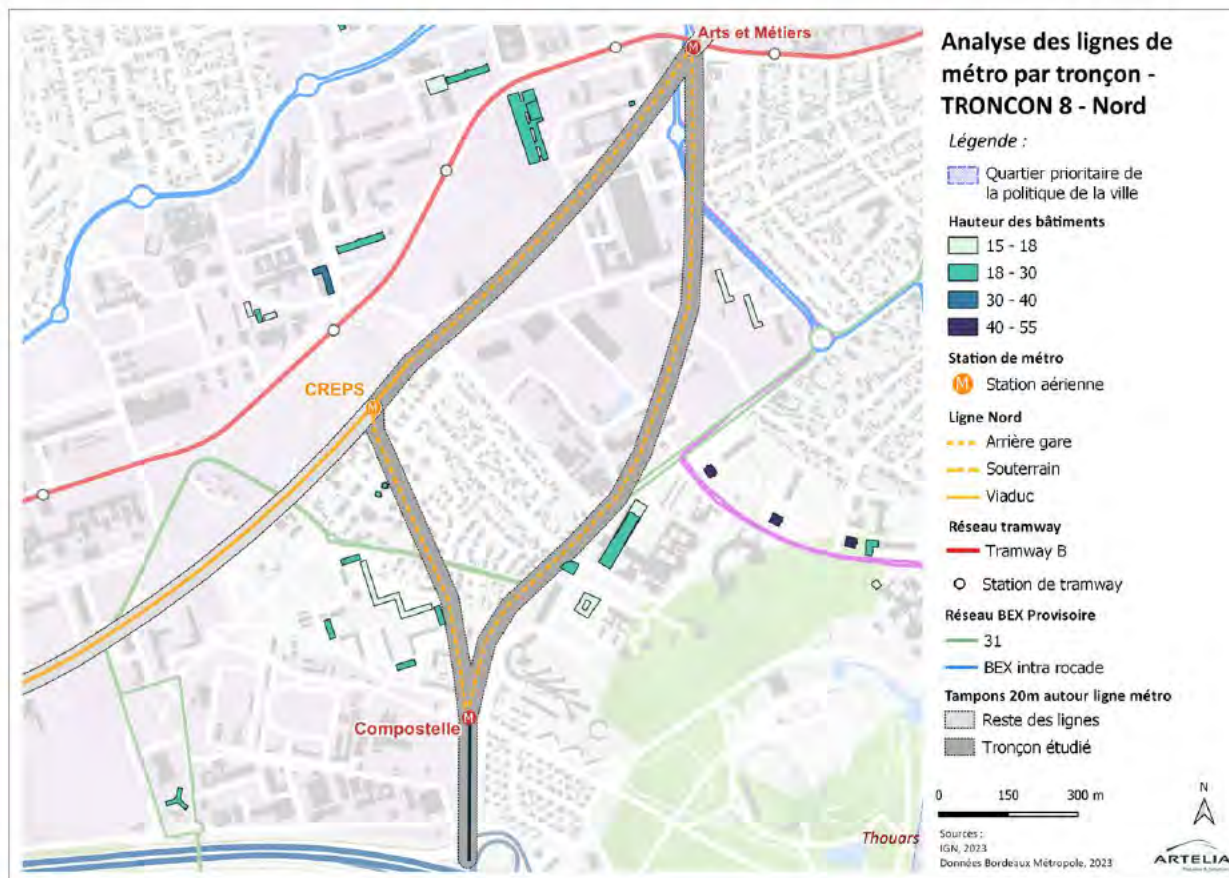 Arts et Métiers
M
CREPS
M
Compostelle
M
Thouars
Analyse des lignes de
métro par tronçon -
TRONCON 8 - Nord
Légende :
Quartier prioritaire de
la politique de la ville
Hauteur des bâtiments
15 - 18
18 - 30
30 - 40
40 - 55
Station de métro
M Station aérienne
Ligne Nord
Arrière gare
Souterrain
Viaduc
Réseau tramway
Tramway B
Station de tramway
Réseau BEX Provisoire
31
BEX intra rocade
Tampons 20m autour ligne métro
Reste des lignes
Tronçon étudié
0 150 300 m
N
Sources :
IGN, 2023
Données Bordeaux Métropole, 2023
ARTELIA